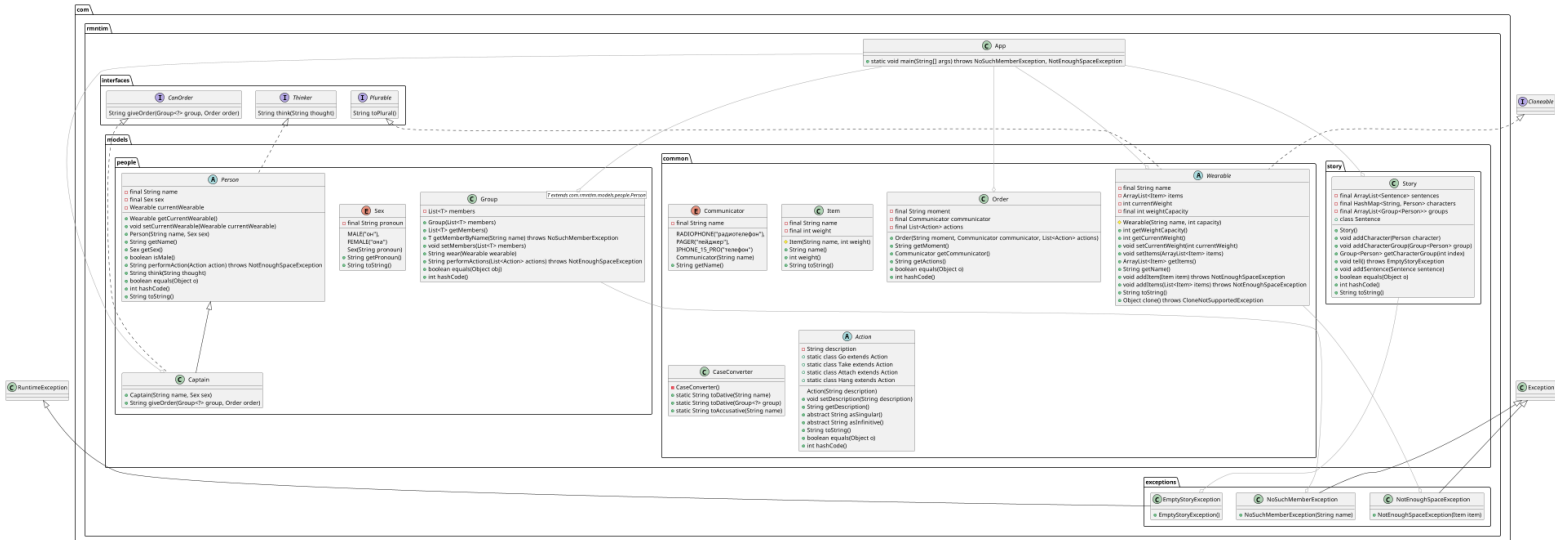 com
rmntim
C App
static void main(String[] args) throws NoSuchMemberException, NotEnoughSpaceException
interfaces
I CanOrder
String giveOrder(Group<?> group, Order order)
I Thinker
String think(String thought)
I Plurable
String toPlural()
I Cloneable
models
people
A Person
final String name
final Sex sex
Wearable currentWearable
Wearable getCurrentWearable()
void setCurrentWearable(Wearable currentWearable)
Person(String name, Sex sex)
String getName()
Sex getSex()
boolean isMale()
String performAction(Action action) throws NotEnoughSpaceException
String think(String thought)
boolean equals(Object o)
int hashCode()
String toString()
E Sex
final String pronoun
MALE("он"),
FEMALE("она")
Sex(String pronoun)
String getPronoun()
String toString()
C Group
T extends com.rmntim.models.people.Person
List<T> members
Group(List<T> members)
List<T> getMembers()
T getMemberByName(String name) throws NoSuchMemberException
void setMembers(List<T> members)
String wear(Wearable wearable)
String performActions(List<Action> actions) throws NotEnoughSpaceException
boolean equals(Object obj)
int hashCode()
C Captain
Captain(String name, Sex sex)
String giveOrder(Group<?> group, Order order)
common
E Communicator
final String name
RADIOPHONE("радиотелефон"),
PAGER("пейджер"),
IPHONE_15_PRO("телефон")
Communicator(String name)
String getName()
C Item
final String name
final int weight
Item(String name, int weight)
String name()
int weight()
String toString()
C Order
final String moment
final Communicator communicator
final List<Action> actions
Order(String moment, Communicator communicator, List<Action> actions)
String getMoment()
Communicator getCommunicator()
String getActions()
boolean equals(Object o)
int hashCode()
A Wearable
final String name
ArrayList<Item> items
int currentWeight
final int weightCapacity
Wearable(String name, int capacity)
int getWeightCapacity()
int getCurrentWeight()
void setCurrentWeight(int currentWeight)
void setItems(ArrayList<Item> items)
ArrayList<Item> getItems()
String getName()
void addItem(Item item) throws NotEnoughSpaceException
void addItems(List<Item> items) throws NotEnoughSpaceException
String toString()
Object clone() throws CloneNotSupportedException
C CaseConverter
CaseConverter()
static String toDative(String name)
static String toDative(Group<?> group)
static String toAccusative(String name)
A Action
String description
static class Go extends Action
static class Take extends Action
static class Attach extends Action
static class Hang extends Action
Action(String description)
void setDescription(String description)
String getDescription()
abstract String asSingular()
abstract String asInfinitive()
String toString()
boolean equals(Object o)
int hashCode()
story
C Story
final ArrayList<Sentence> sentences
final HashMap<String, Person> characters
final ArrayList<Group<Person>> groups
class Sentence
Story()
void addCharacter(Person character)
void addCharacterGroup(Group<Person> group)
Group<Person> getCharacterGroup(int index)
void tell() throws EmptyStoryException
void addSentence(Sentence sentence)
boolean equals(Object o)
int hashCode()
String toString()
C RuntimeException
C Exception
exceptions
C EmptyStoryException
EmptyStoryException()
C NoSuchMemberException
NoSuchMemberException(String name)
C NotEnoughSpaceException
NotEnoughSpaceException(Item item)